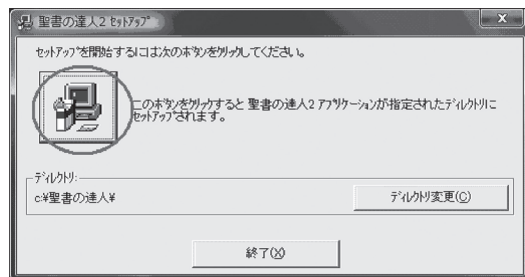 聖書の達人2 ｾｯﾄｱｯﾌﾟ
ｾｯﾄｱｯﾌﾟを開始するには次のﾎﾞﾀﾝをｸﾘｯｸしてください。
このﾎﾞﾀﾝをｸﾘｯｸすると 聖書の達人2 ｱﾌﾟﾘｹｰｼｮﾝが指定されたﾃﾞｨﾚｸﾄﾘに
ｾｯﾄｱｯﾌﾟされます。
ﾃﾞｨﾚｸﾄﾘ:
c:¥聖書の達人¥
ﾃﾞｨﾚｸﾄﾘ変更(C)
終了(X)